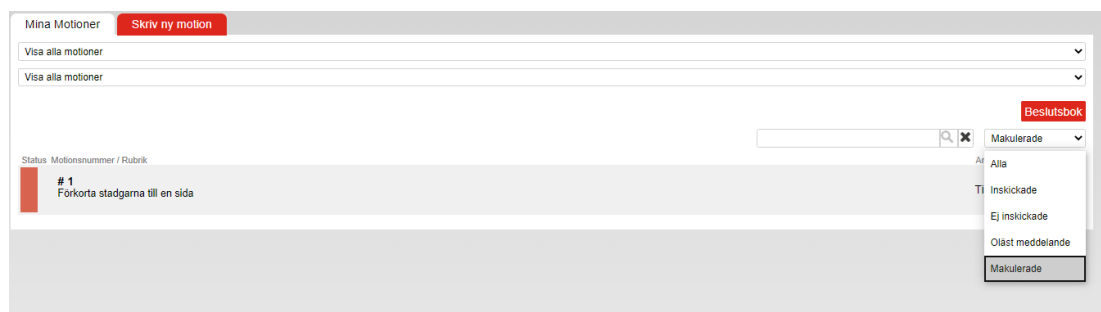 Mina Motioner
Skriv ny motion
Visa alla motioner
Visa alla motioner
Beslutsbok
Makulerade
Status Motionsnummer / Rubrik
# 1
Förkorta stadgarna till en sida
Alla
Inskickade
Ej inskickade
Oläst meddelande
Makulerade